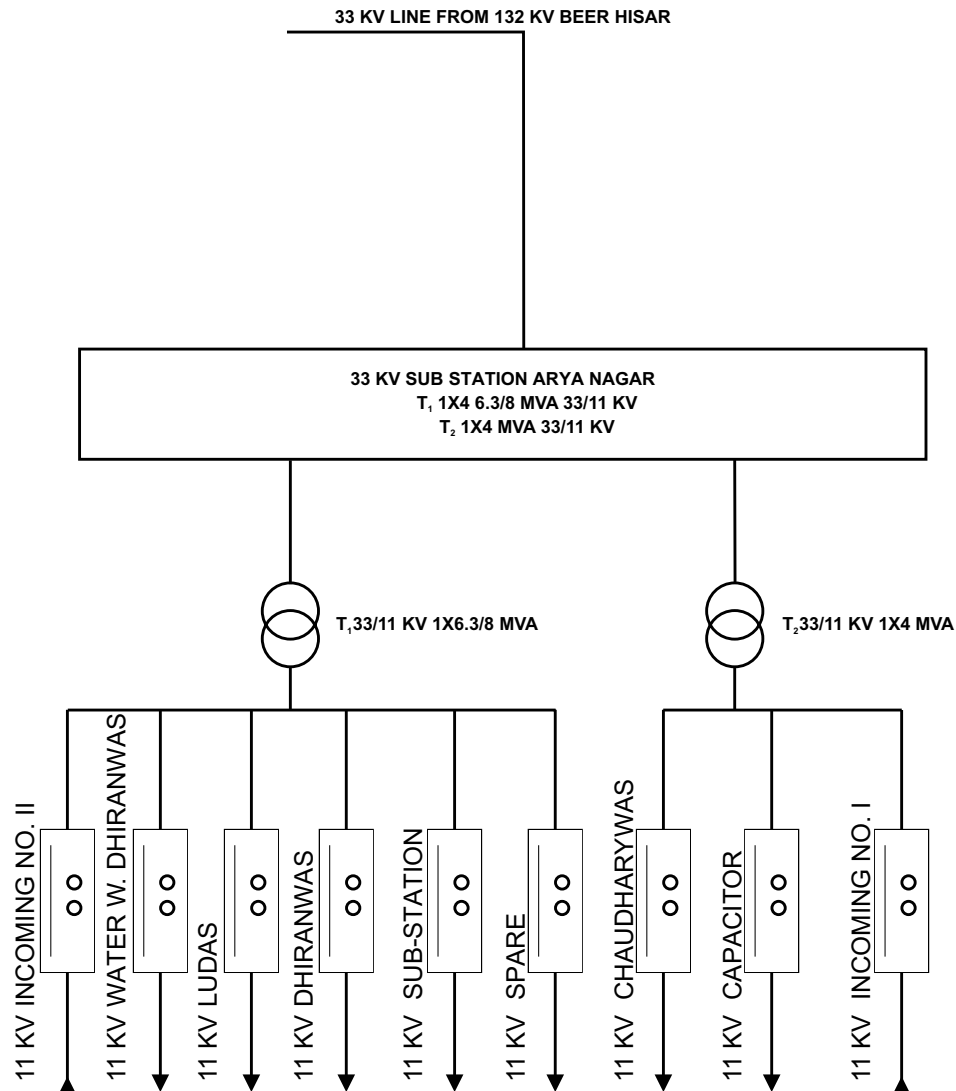 33 KV LINE FROM 132 KV BEER HISAR
33 KV SUB STATION ARYA NAGAR
T₁ 1X4 6.3/8 MVA 33/11 KV
T₂ 1X4 MVA 33/11 KV
T₁33/11 KV 1X6.3/8 MVA
T₂33/11 KV 1X4 MVA
11 KV INCOMING NO. II
11 KV WATER W. DHIRANWAS
11 KV LUDAS
11 KV DHIRANWAS
11 KV SUB-STATION
11 KV SPARE
11 KV CHAUDHARYWAS
11 KV CAPACITOR
11 KV INCOMING NO. I